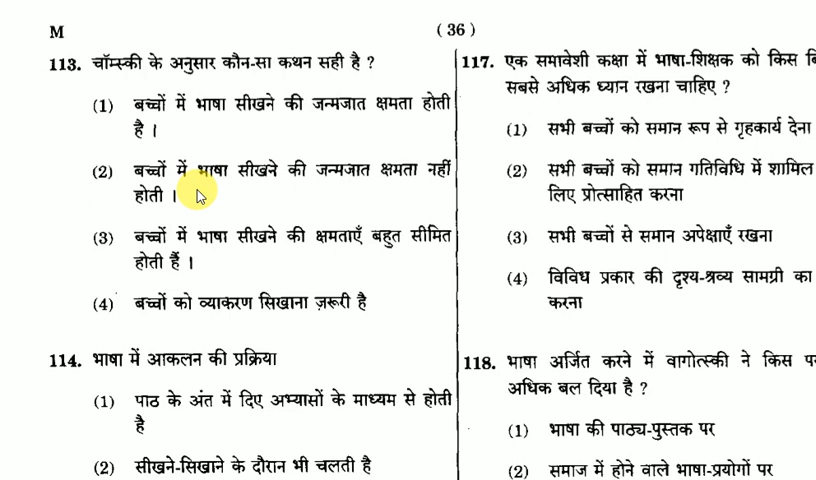 M
( 36 )
113. चॉम्स्की के अनुसार कौन-सा कथन सही है ?
(1) बच्चों में भाषा सीखने की जन्मजात क्षमता होती
है ।
(2) बच्चों में भाषा सीखने की जन्मजात क्षमता नहीं
होती ।
(3) बच्चों में भाषा सीखने की क्षमताएँ बहुत सीमित
होती हैं ।
(4) बच्चों को व्याकरण सिखाना ज़रूरी है
114. भाषा में आकलन की प्रक्रिया
(1) पाठ के अंत में दिए अभ्यासों के माध्यम से होती
है
(2) सीखने-सिखाने के दौरान भी चलती है
117. एक समावेशी कक्षा में भाषा-शिक्षक को किस
सबसे अधिक ध्यान रखना चाहिए ?
(1) सभी बच्चों को समान रूप से गृहकार्य देना
(2) सभी बच्चों को समान गतिविधि में शामिल
लिए प्रोत्साहित करना
(3) सभी बच्चों से समान अपेक्षाएँ रखना
(4) विविध प्रकार की दृश्य-श्रव्य सामग्री का
करना
118. भाषा अर्जित करने में वागोत्स्की ने किस
अधिक बल दिया है ?
(1) भाषा की पाठ्य-पुस्तक पर
(2) समाज में होने वाले भाषा-प्रयोगों पर